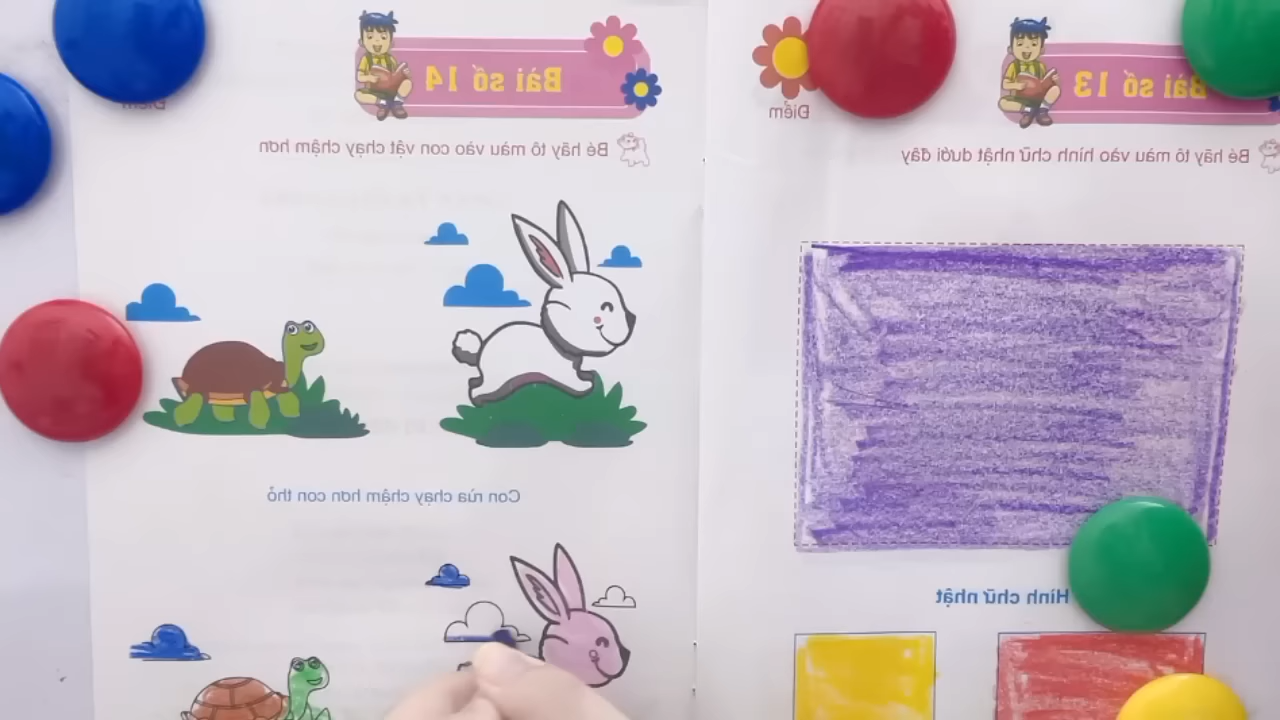 Bài số 13
Điểm
Bé hãy tô màu vào hình chữ nhật dưới đây
Hình chữ nhật
Bài số 14
Điểm
Bé hãy tô màu vào con vật chạy chậm hơn
Con rùa chạy chậm hơn con thỏ